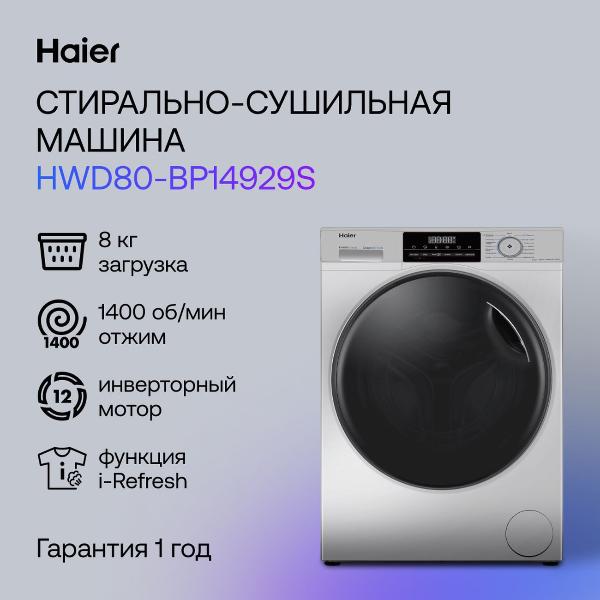 Haier
СТИРАЛЬНО-СУШИЛЬНАЯ
МАШИНА
HWD80-BP14929S
8 кг
загрузка
1400 об/мин
отжим
1400
инверторный
мотор
12
функция
i-Refresh
i
Гарантия 1 год
Haier